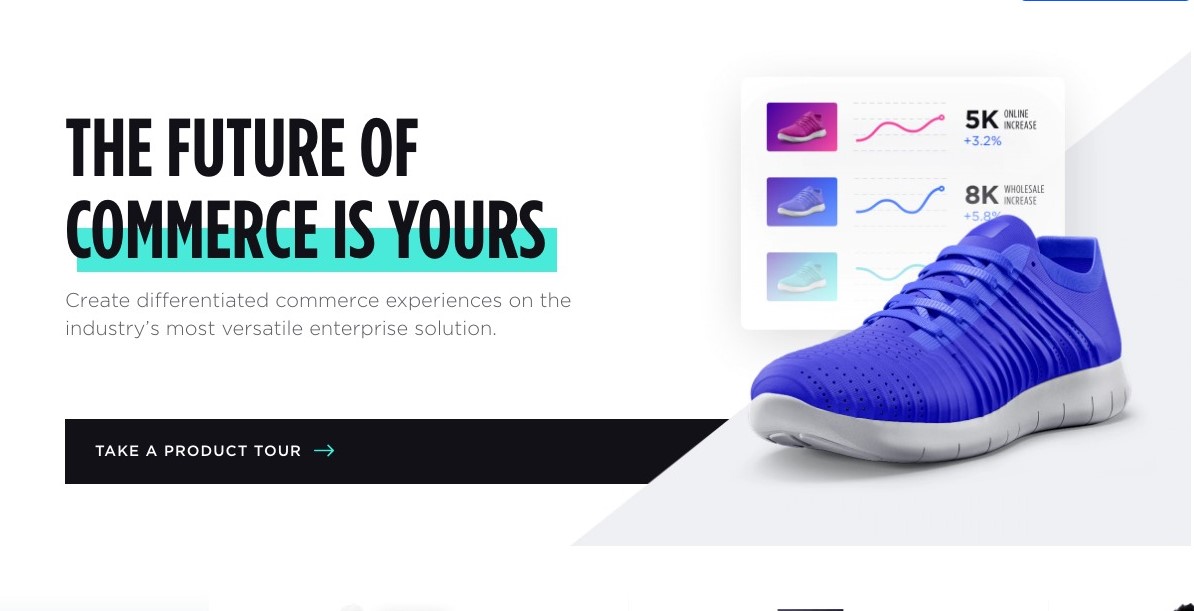 THE FUTURE OF
COMMERCE IS YOURS
Create differentiated commerce experiences on the
industry’s most versatile enterprise solution.
TAKE A PRODUCT TOUR
5K ONLINE
INCREASE
+3.2%
8K WHOLESALE
INCREASE
+5.8%